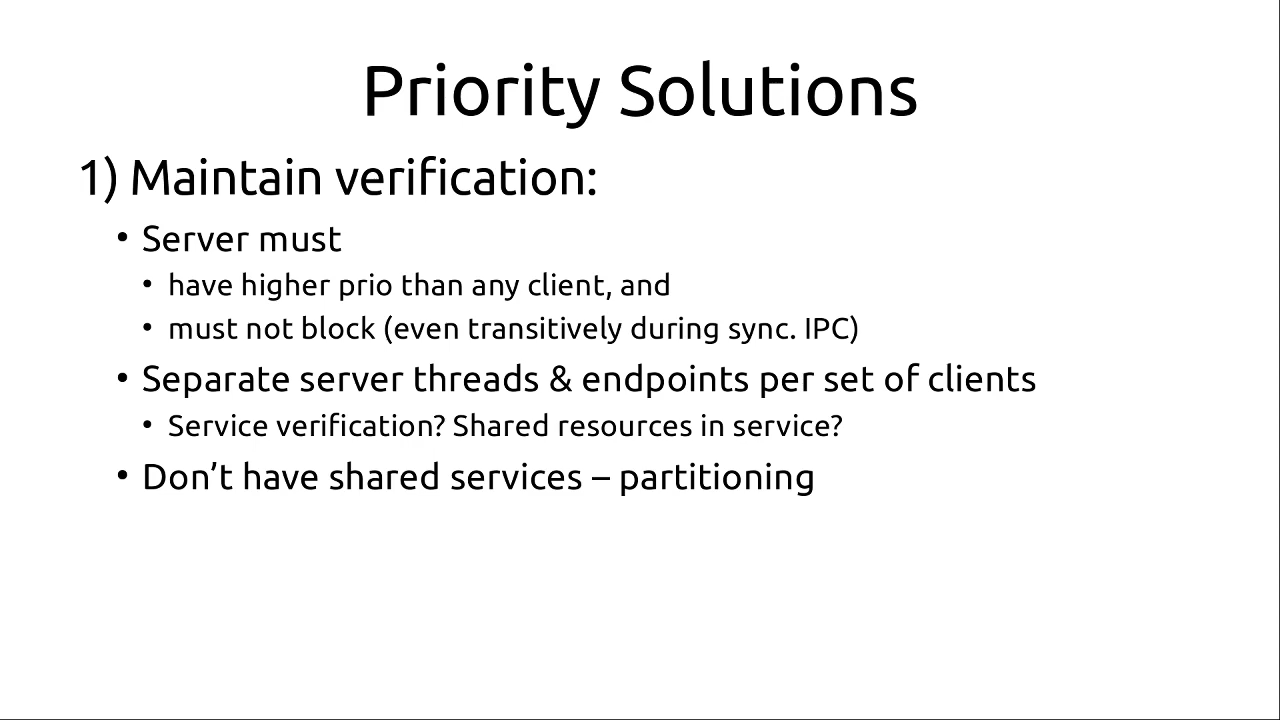 Priority Solutions
1) Maintain verification:
• Server must
• have higher prio than any client, and
• must not block (even transitively during sync. IPC)
• Separate server threads & endpoints per set of clients
• Service verification? Shared resources in service?
• Don’t have shared services – partitioning